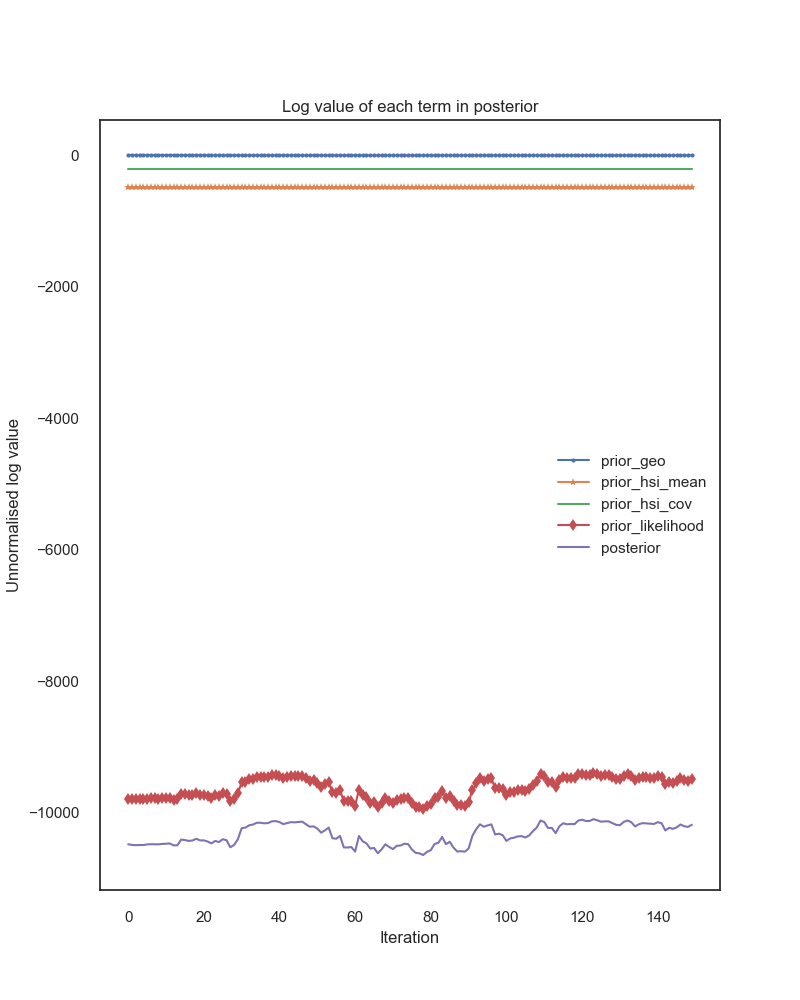 Log value of each term in posterior
0
−2000
−4000
−6000
−8000
−10000
Unnormalised log value
prior_geo
prior_hsi_mean
prior_hsi_cov
prior_likelihood
posterior
0 20 40 60 80 100 120 140
Iteration